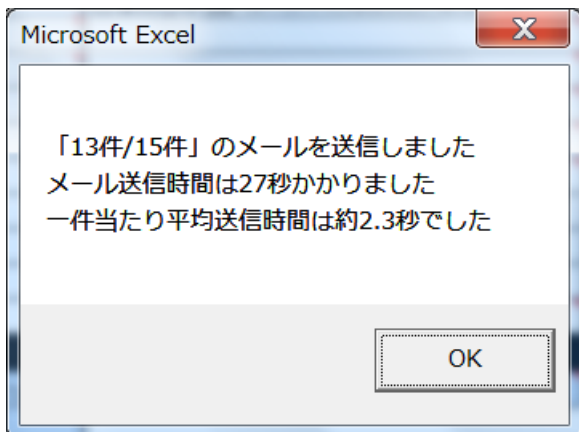 Microsoft Excel
「13件/15件」のメールを送信しました
メール送信時間は27秒かかりました
一件当たり平均送信時間は約2.3秒でした
OK